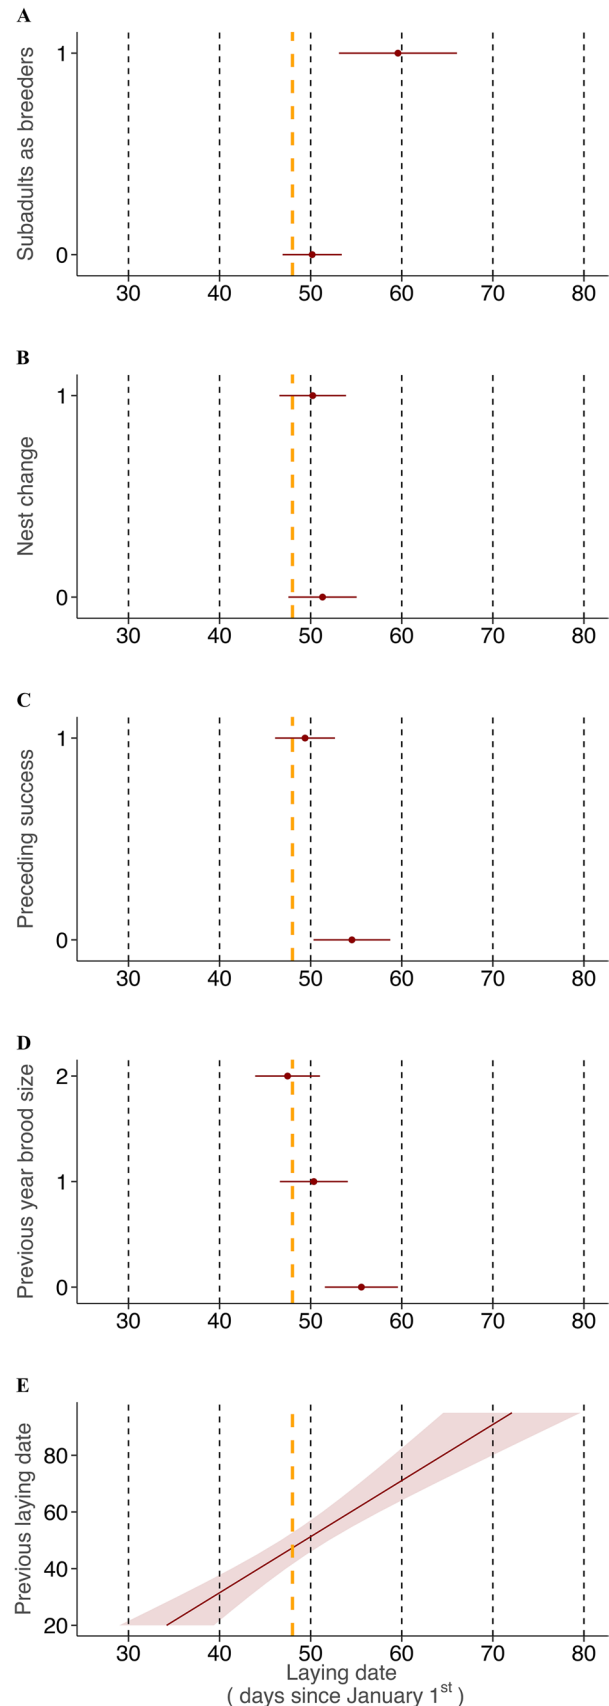 A
Subadults as breeders
1
0
30 40 50 60 70 80
B
Nest change
1
0
30 40 50 60 70 80
C
Preceding success
1
0
30 40 50 60 70 80
D
Previous year brood size
2
1
0
30 40 50 60 70 80
E
Previous laying date
80
60
40
20
30 40 50 60 70 80
Laying date
( days since January 1st )